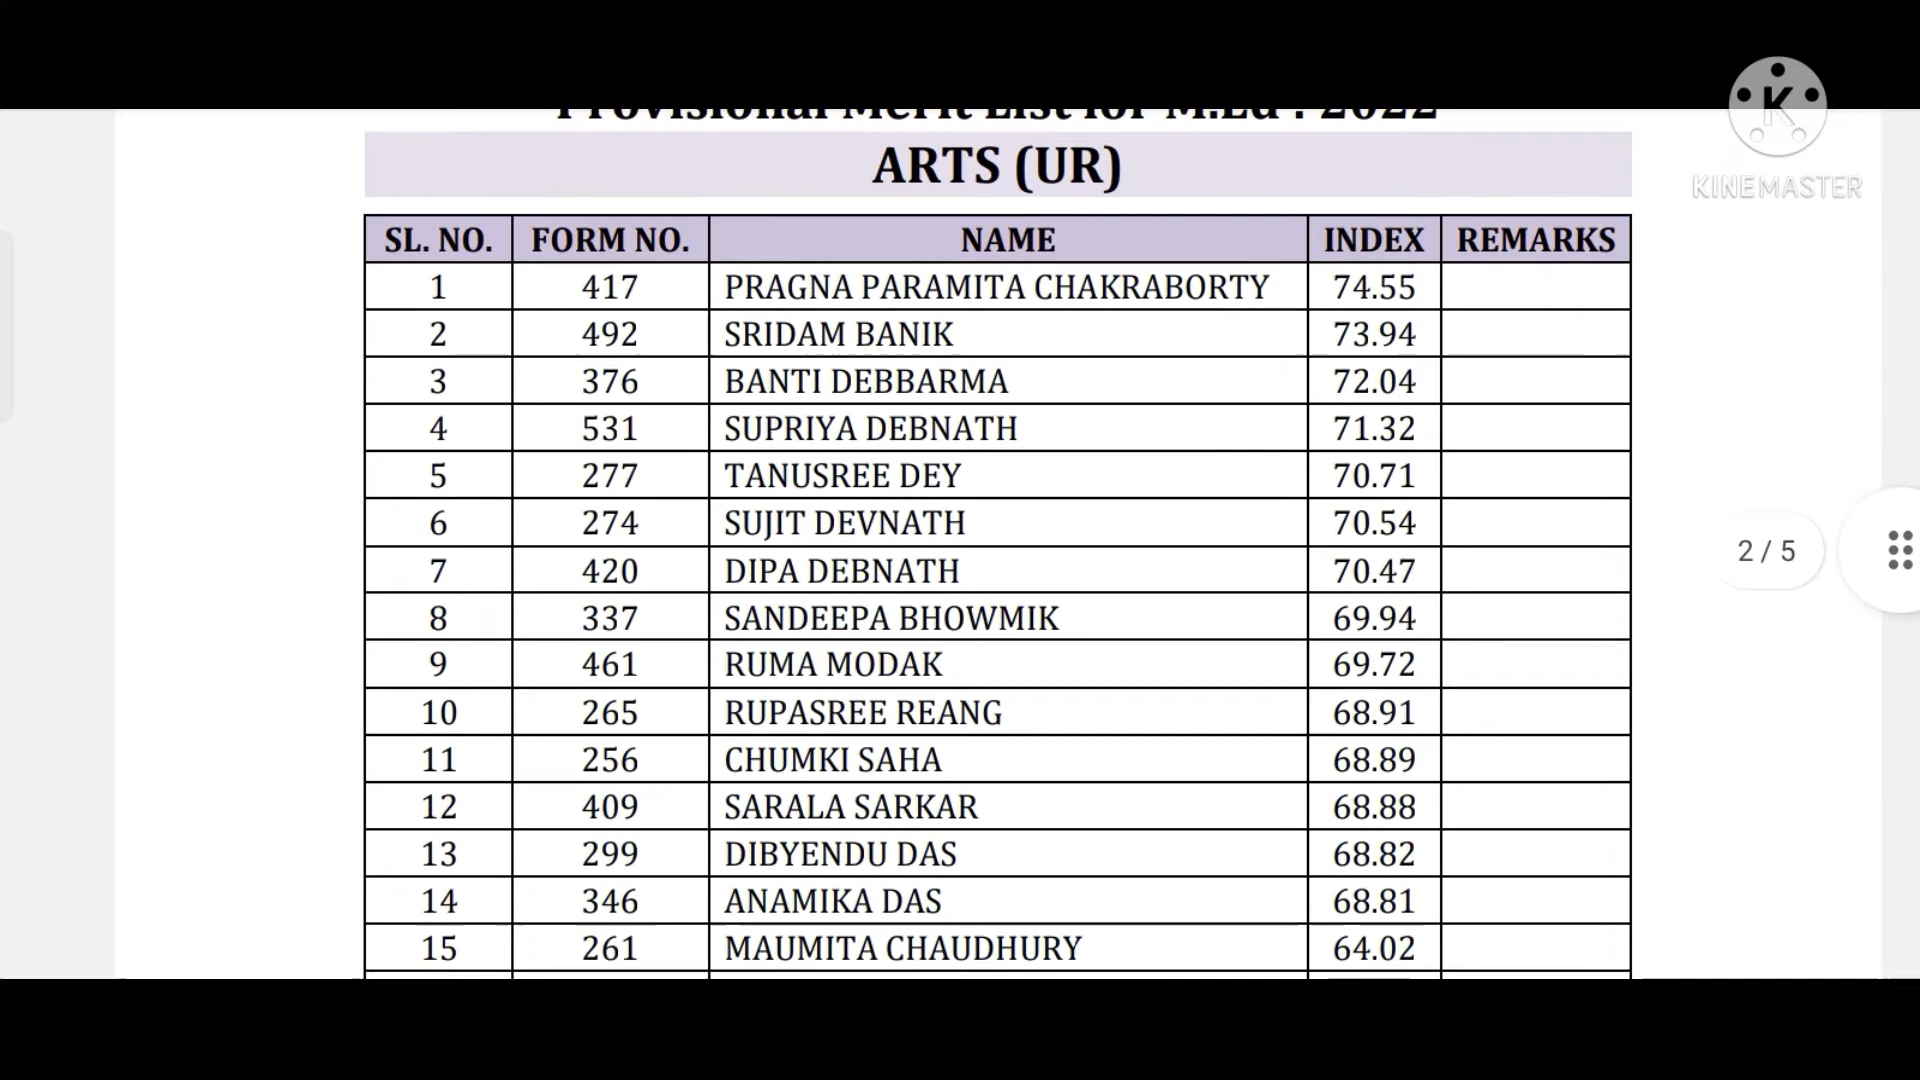 Provisional Merit List for M.Ed : 2022
ARTS (UR)
SL. NO. FORM NO. NAME INDEX REMARKS
1 417 PRAGNA PARAMITA CHAKRABORTY 74.55
2 492 SRIDAM BANIK 73.94
3 376 BANTI DEBBARMA 72.04
4 531 SUPRIYA DEBNATH 71.32
5 277 TANUSREE DEY 70.71
6 274 SUJIT DEVNATH 70.54
7 420 DIPA DEBNATH 70.47
8 337 SANDEEPA BHOWMIK 69.94
9 461 RUMA MODAK 69.72
10 265 RUPASREE REANG 68.91
11 256 CHUMKI SAHA 68.89
12 409 SARALA SARKAR 68.88
13 299 DIBYENDU DAS 68.82
14 346 ANAMIKA DAS 68.81
15 261 MAUMITA CHAUDHURY 64.02
K
KINEMASTER
2 / 5